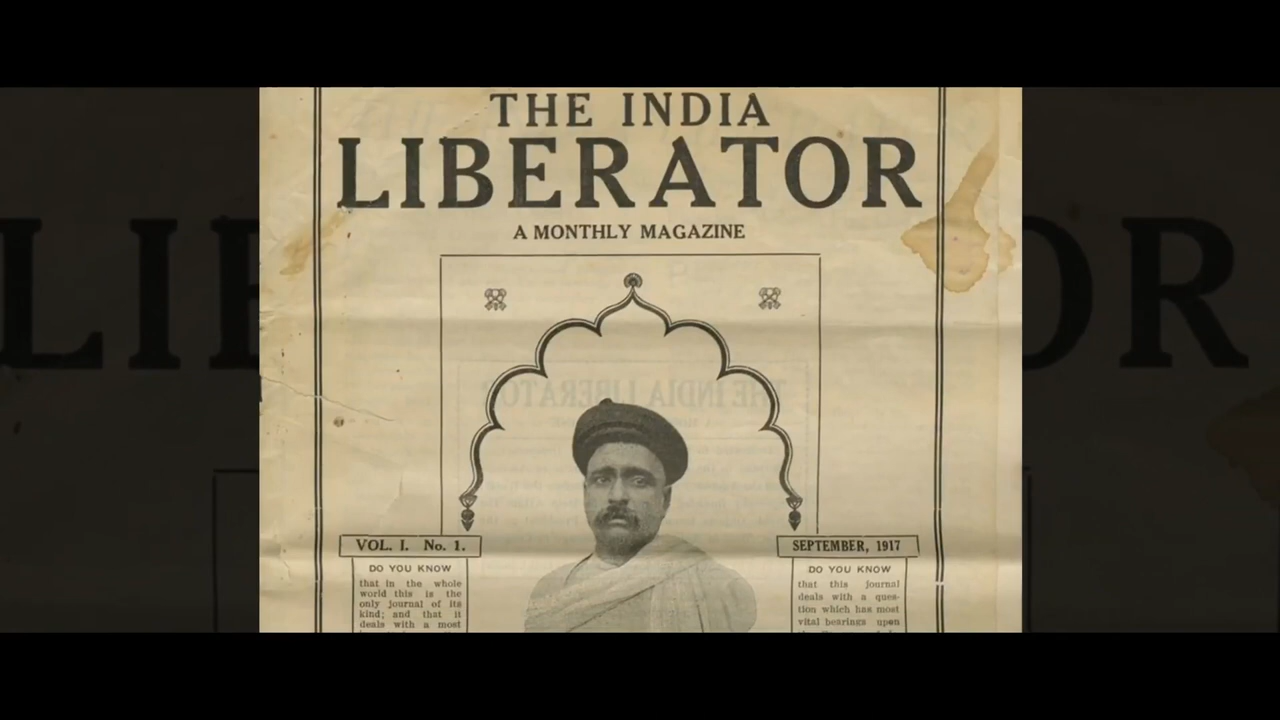 THE INDIA
LIBERATOR
A MONTHLY MAGAZINE
VOL. I. No. 1.
SEPTEMBER, 1917
DO YOU KNOW
that in the whole
world this is the
only journal of its
kind; and that it
deals with a most
DO YOU KNOW
that this journal
deals with a ques-
tion which has most
vital bearings upon